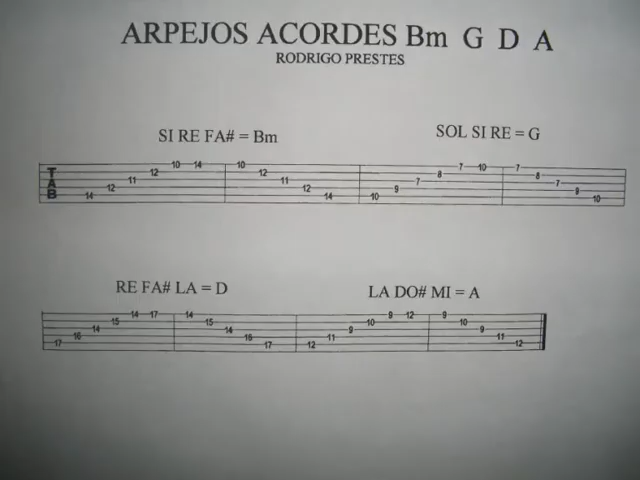 ARPEJOS ACORDES Bm G D A
RODRIGO PRESTES
SI RE FA# = Bm
SOL SI RE = G
TAB 14 12 11 12 10 14 10 12 11 12 14 10 9 7 8 7 10 7 8 7 9 10
RE FA# LA = D
LA DO# MI = A
17 16 14 15 14 17 14 15 14 16 17 12 11 9 10 9 12 9 10 9 11 12